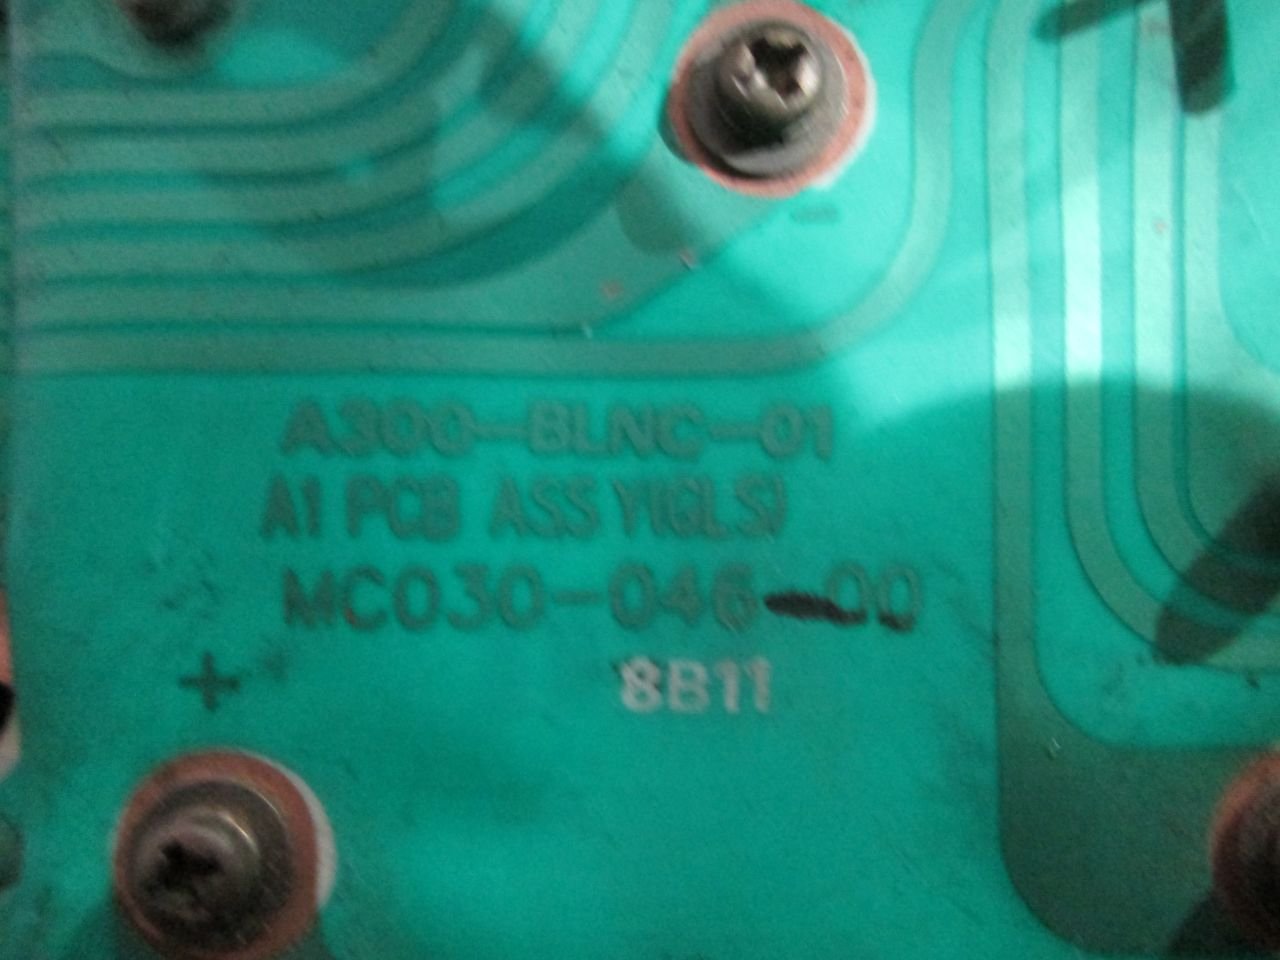 A300-BLNC-01
A1 PCB ASSY(GLS)
MC030-046-00
8B11